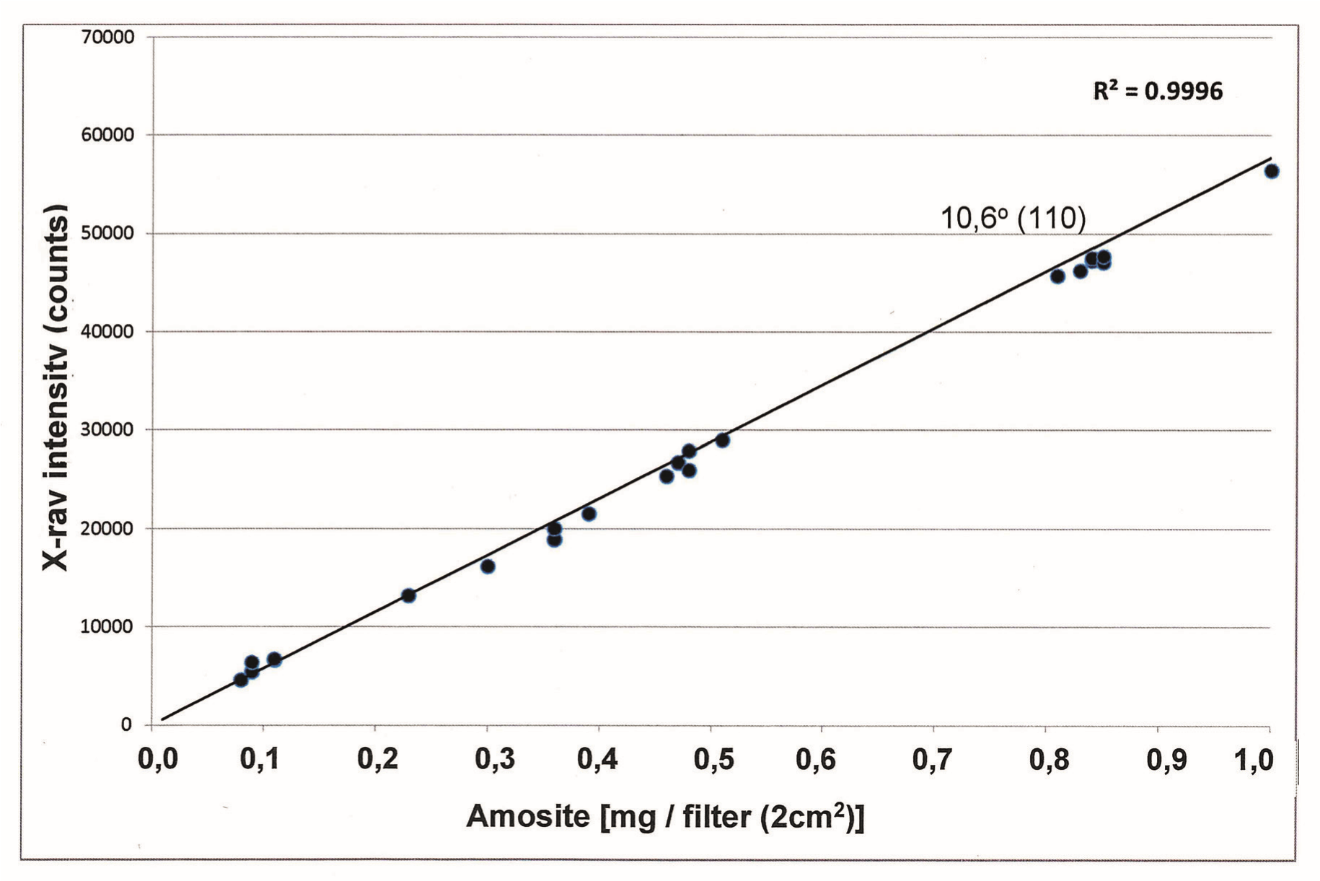 70000
R² = 0.9996
60000
10,6º (110)
50000
40000
30000
20000
10000
0
X-ray intensity (counts)
0,0 0,1 0,2 0,3 0,4 0,5 0,6 0,7 0,8 0,9 1,0
Amosite [mg / filter (2cm²)]